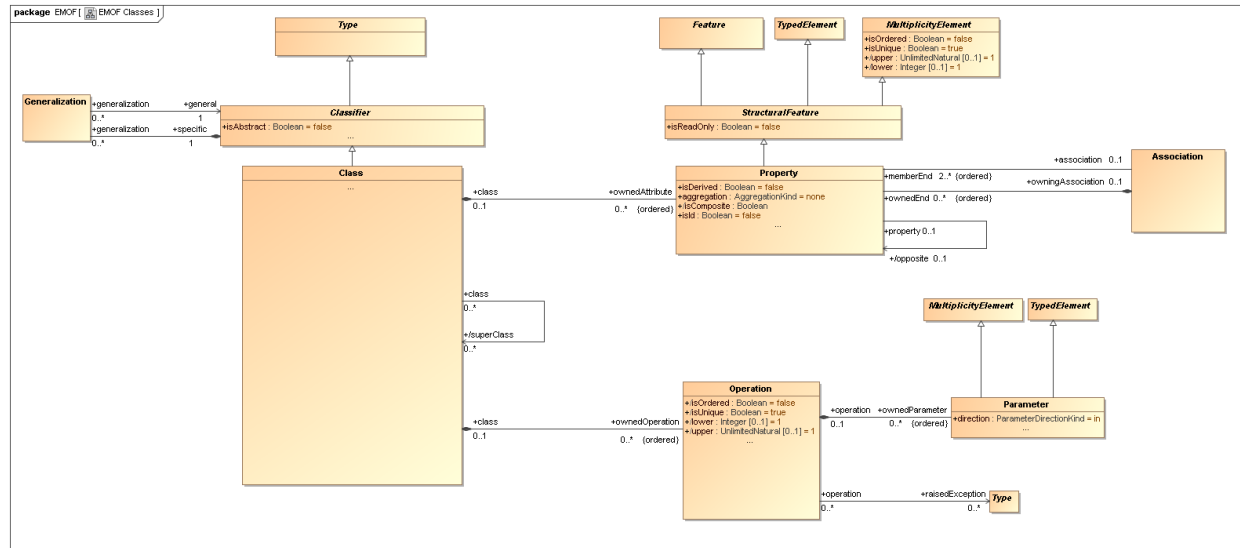 package EMOF [ EMOF Classes ]
Type
Feature
TypedElement
MultiplicityElement
+isOrdered : Boolean = false
+isUnique : Boolean = true
+/upper : UnlimitedNatural [0..1] = 1
+/lower : Integer [0..1] = 1
Generalization
+generalization
0..*
+general
1
+generalization
0..*
+specific
1
Classifier
+isAbstract : Boolean = false
...
StructuralFeature
+isReadOnly : Boolean = false
Class
...
+class
0..1
+ownedAttribute
0..* {ordered}
Property
+isDerived : Boolean = false
+aggregation : AggregationKind = none
+/isComposite : Boolean
+isId : Boolean = false
...
+association 0..1
+memberEnd 2..* {ordered}
+owningAssociation 0..1
+ownedEnd 0..* {ordered}
Association
+property 0..1
+/opposite 0..1
+class
0..*
+/superClass
0..*
MultiplicityElement
TypedElement
+class
0..1
+ownedOperation
0..* {ordered}
Operation
+/isOrdered : Boolean = false
+/isUnique : Boolean = true
+/lower : Integer [0..1] = 1
+/upper : UnlimitedNatural [0..1] = 1
...
+operation
0..1
+ownedParameter
0..* {ordered}
Parameter
+direction : ParameterDirectionKind = in
...
+operation
0..*
+raisedException
0..*
Type